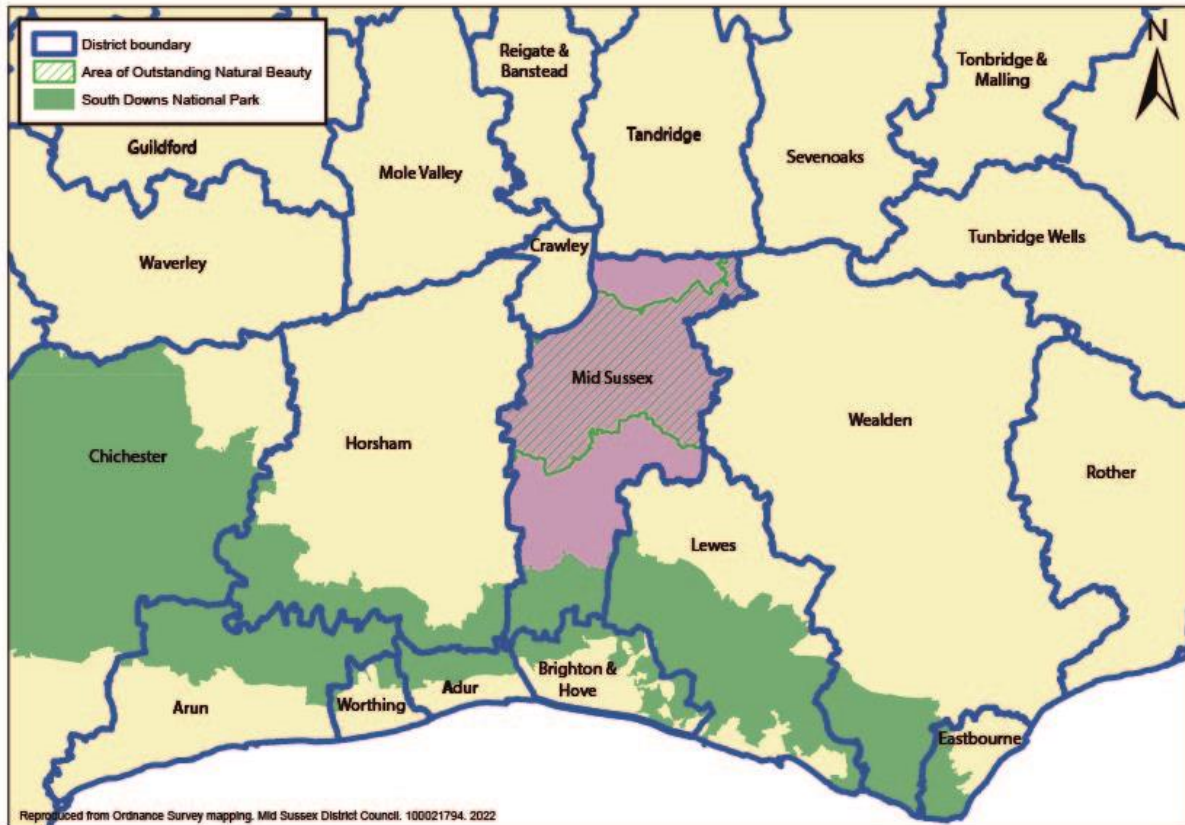 District boundary
Area of Outstanding Natural Beauty
South Downs National Park
N
Reigate &
Banstead
Tonbridge &
Malling
Guildford
Mole Valley
Tandridge
Sevenoaks
Waverley
Crawley
Tunbridge Wells
Mid Sussex
Chichester
Horsham
Wealden
Rother
Lewes
Arun
Worthing
Adur
Brighton &
Hove
Eastbourne
Reproduced from Ordnance Survey mapping. Mid Sussex District Council. 100021794. 2022